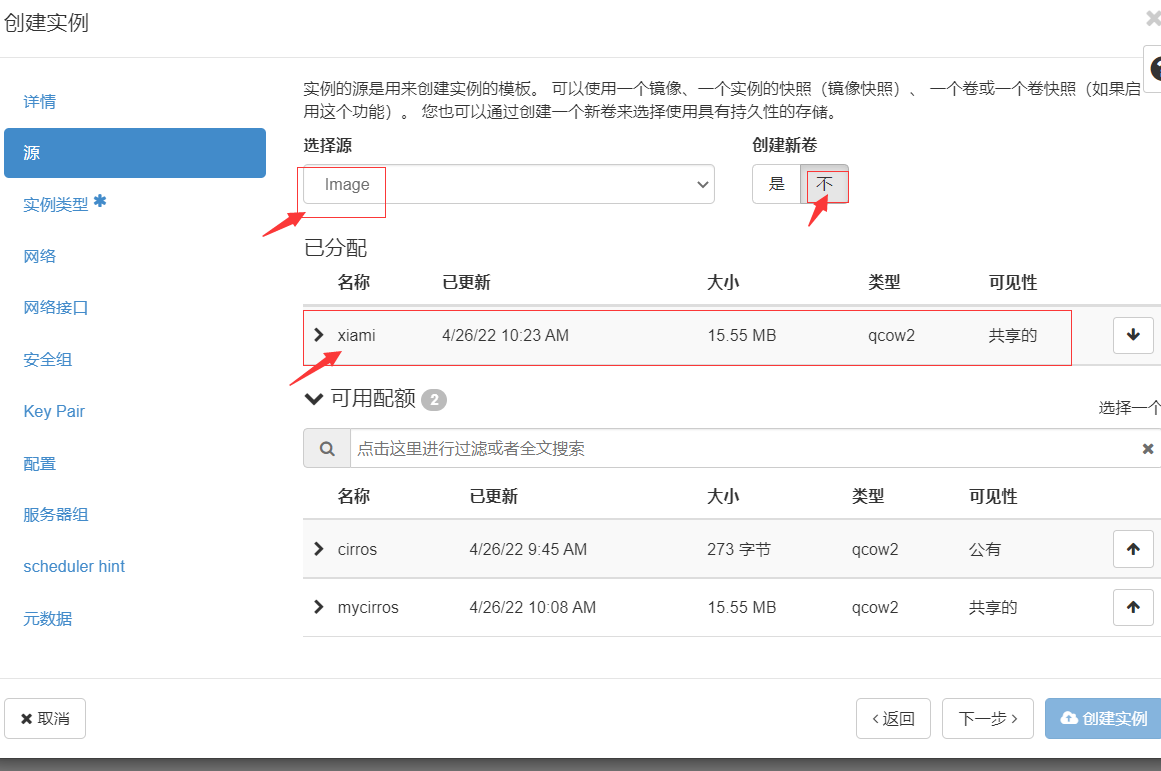 创建实例
详情
源
实例类型
网络
网络接口
安全组
Key Pair
配置
服务器组
scheduler hint
元数据
实例的源是用来创建实例的模板。 可以使用一个镜像、一个实例的快照（镜像快照）、 一个卷或一个卷快照（如果启
用这个功能）。 您也可以通过创建一个新卷来选择使用具有持久性的存储。
选择源 创建新卷
Image 是 不
已分配
名称 已更新 大小 类型 可见性
xiami 4/26/22 10:23 AM 15.55 MB qcow2 共享的
可用配额 2
选择一个
点击这里进行过滤或者全文搜索
名称 已更新 大小 类型 可见性
cirros 4/26/22 9:45 AM 273 字节 qcow2 公有
mycirros 4/26/22 10:08 AM 15.55 MB qcow2 共享的
取消 返回 下一步 创建实例